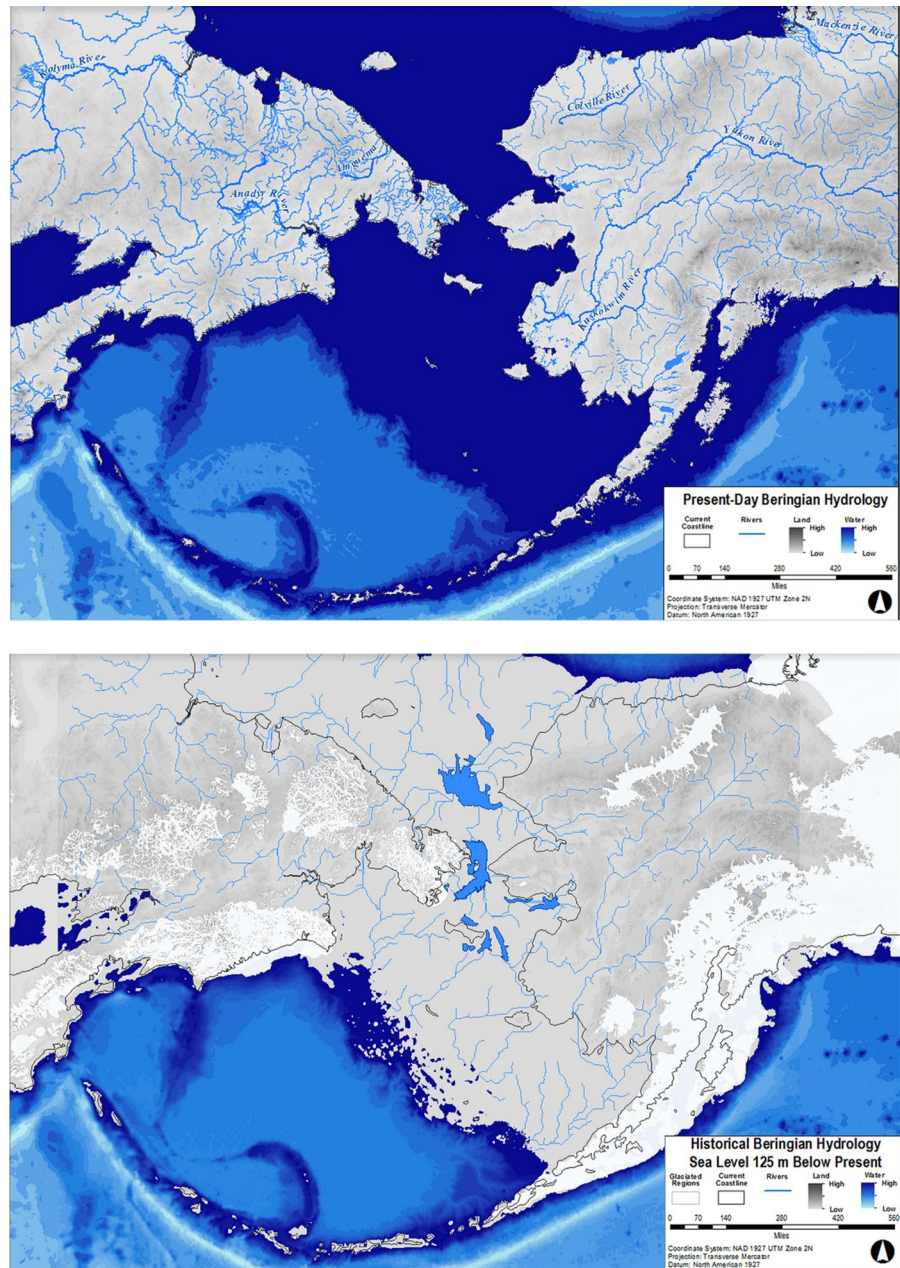 Kolyma River
Mackenzie River
Colville River
Yukon River
Amguema
Anadyr River
Kuskokwim River
Present-Day Beringian Hydrology
Current Coastline
Rivers
Land
Water
High
High
Low
Low
0 70 140 280 420 560
Miles
Coordinate System: NAD 1927 UTM Zone 2N
Projection: Transverse Mercator
Datum: North American 1927
Historical Beringian Hydrology
Sea Level 125 m Below Present
Glaciated Regions
Current Coastline
Rivers
Land
Water
High
High
Low
Low
0 70 140 280 420 560
Miles
Coordinate System: NAD 1927 UTM Zone 2N
Projection: Transverse Mercator
Datum: North American 1927